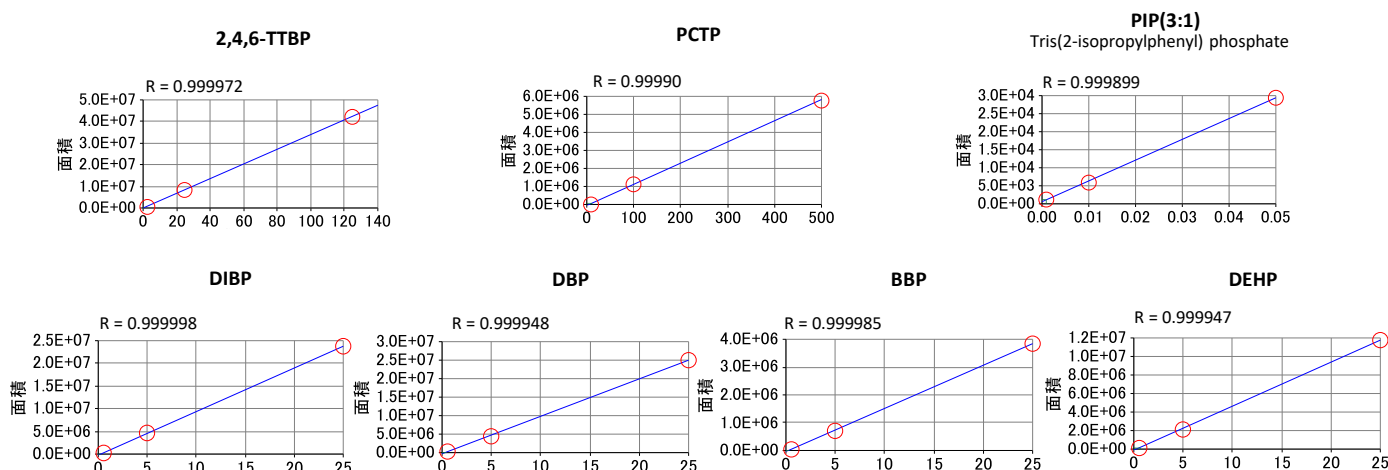 2,4,6-TTBP
R = 0.999972
5.0E+07
4.0E+07
3.0E+07
2.0E+07
1.0E+07
0.0E+00
面積
0 20 40 60 80 100 120 140
PCTP
R = 0.99990
6.0E+06
5.0E+06
4.0E+06
3.0E+06
2.0E+06
1.0E+06
0.0E+00
面積
0 100 200 300 400 500
PIP(3:1)
Tris(2-isopropylphenyl) phosphate
R = 0.999899
3.0E+04
2.5E+04
2.0E+04
1.5E+04
1.0E+04
5.0E+03
0.0E+00
面積
0.00 0.01 0.02 0.03 0.04 0.05
DIBP
R = 0.999998
2.5E+07
2.0E+07
1.5E+07
1.0E+07
5.0E+06
0.0E+00
面積
0 5 10 15 20 25
DBP
R = 0.999948
3.0E+07
2.5E+07
2.0E+07
1.5E+07
1.0E+07
5.0E+06
0.0E+00
面積
0 5 10 15 20 25
BBP
R = 0.999985
4.0E+06
3.0E+06
2.0E+06
1.0E+06
0.0E+00
面積
0 5 10 15 20 25
DEHP
R = 0.999947
1.2E+07
1.0E+07
8.0E+06
6.0E+06
4.0E+06
2.0E+06
0.0E+00
面積
0 5 10 15 20 25